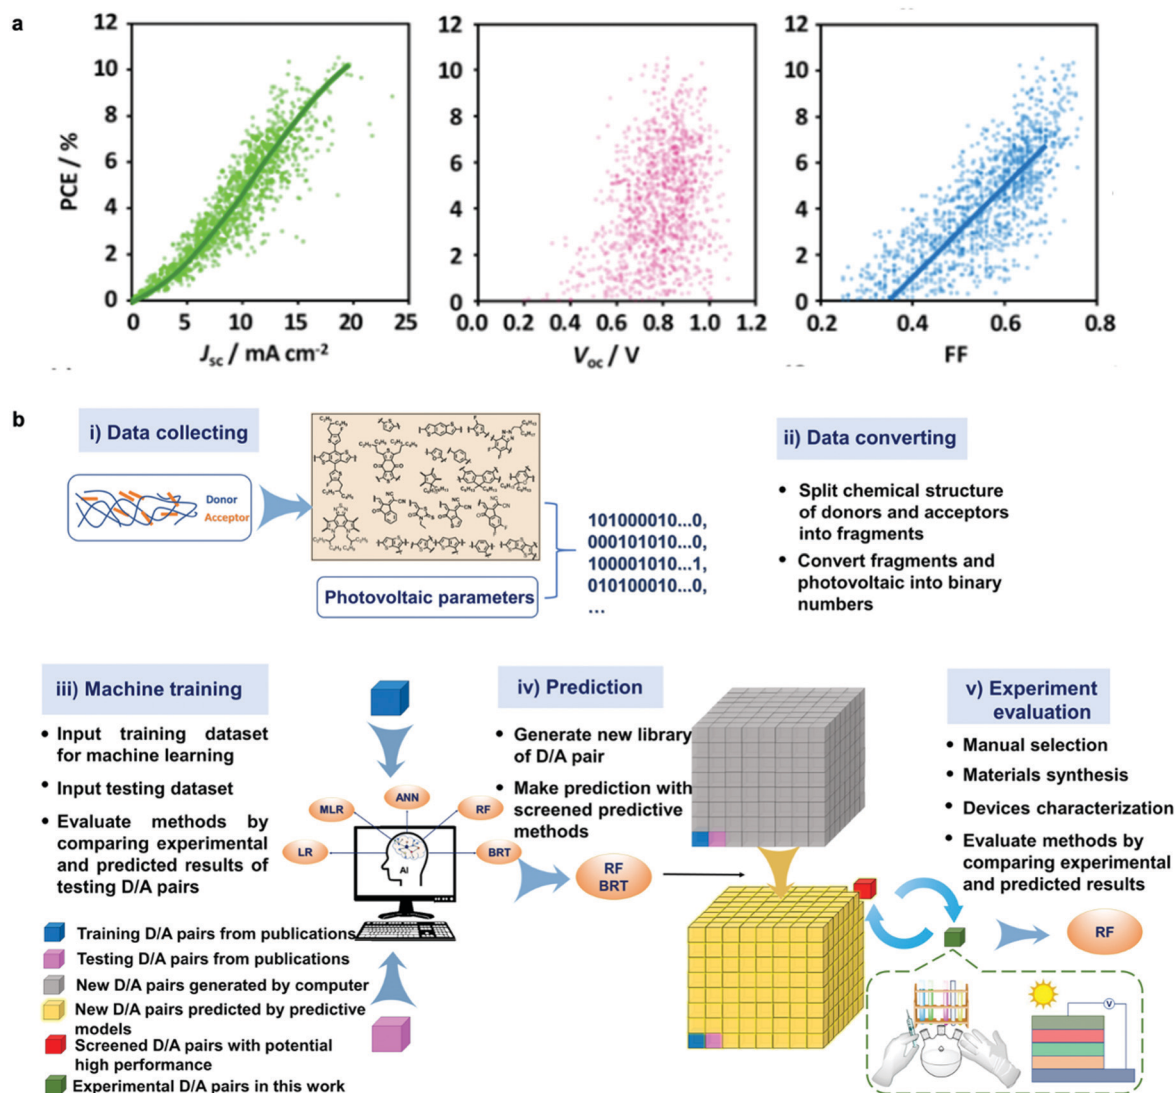 a
12
10
8
6
4
2
0
PCE / %
0 5 10 15 20 25
Jsc / mA cm-2
12
10
8
6
4
2
0
0.0 0.2 0.4 0.6 0.8 1.0 1.2
Voc / V
12
10
8
6
4
2
0
0.2 0.4 0.6 0.8
FF
b
i) Data collecting
Donor
Acceptor
Photovoltaic parameters
101000010...0,
000101010...0,
100001010...1,
010100010...0,
...
ii) Data converting
• Split chemical structure
of donors and acceptors
into fragments
• Convert fragments and
photovoltaic into binary
numbers
iii) Machine training
• Input training dataset
for machine learning
• Input testing dataset
• Evaluate methods by
comparing experimental
and predicted results of
testing D/A pairs
LR
MLR
ANN
RF
BRT
AI
iv) Prediction
• Generate new library
of D/A pair
• Make prediction with
screened predictive
methods
RF
BRT
v) Experiment
evaluation
• Manual selection
• Materials synthesis
• Devices characterization
• Evaluate methods by
comparing experimental
and predicted results
RF
V
Training D/A pairs from publications
Testing D/A pairs from publications
New D/A pairs generated by computer
New D/A pairs predicted by predictive
models
Screened D/A pairs with potential
high performance
Experimental D/A pairs in this work